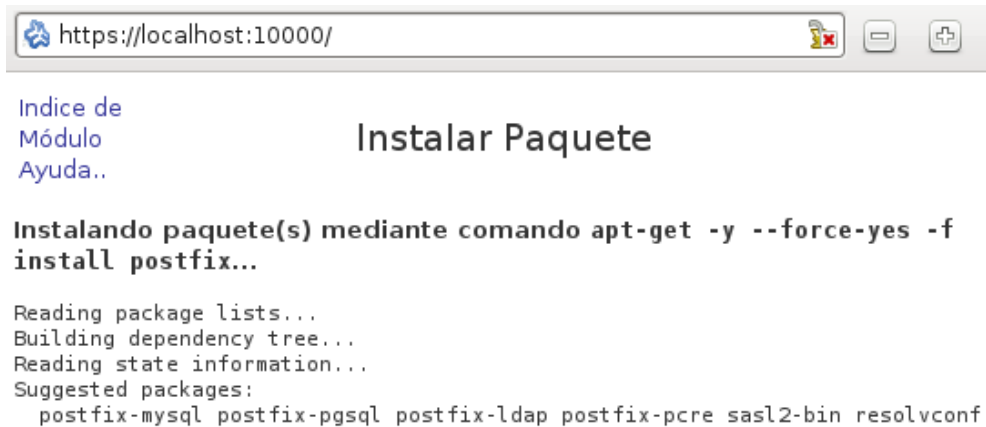 https://localhost:10000/
Indice de
Módulo
Ayuda..
Instalar Paquete
Instalando paquete(s) mediante comando apt-get -y --force-yes -f
install postfix...
Reading package lists...
Building dependency tree...
Reading state information...
Suggested packages:
  postfix-mysql postfix-pgsql postfix-ldap postfix-pcre sasl2-bin resolvconf